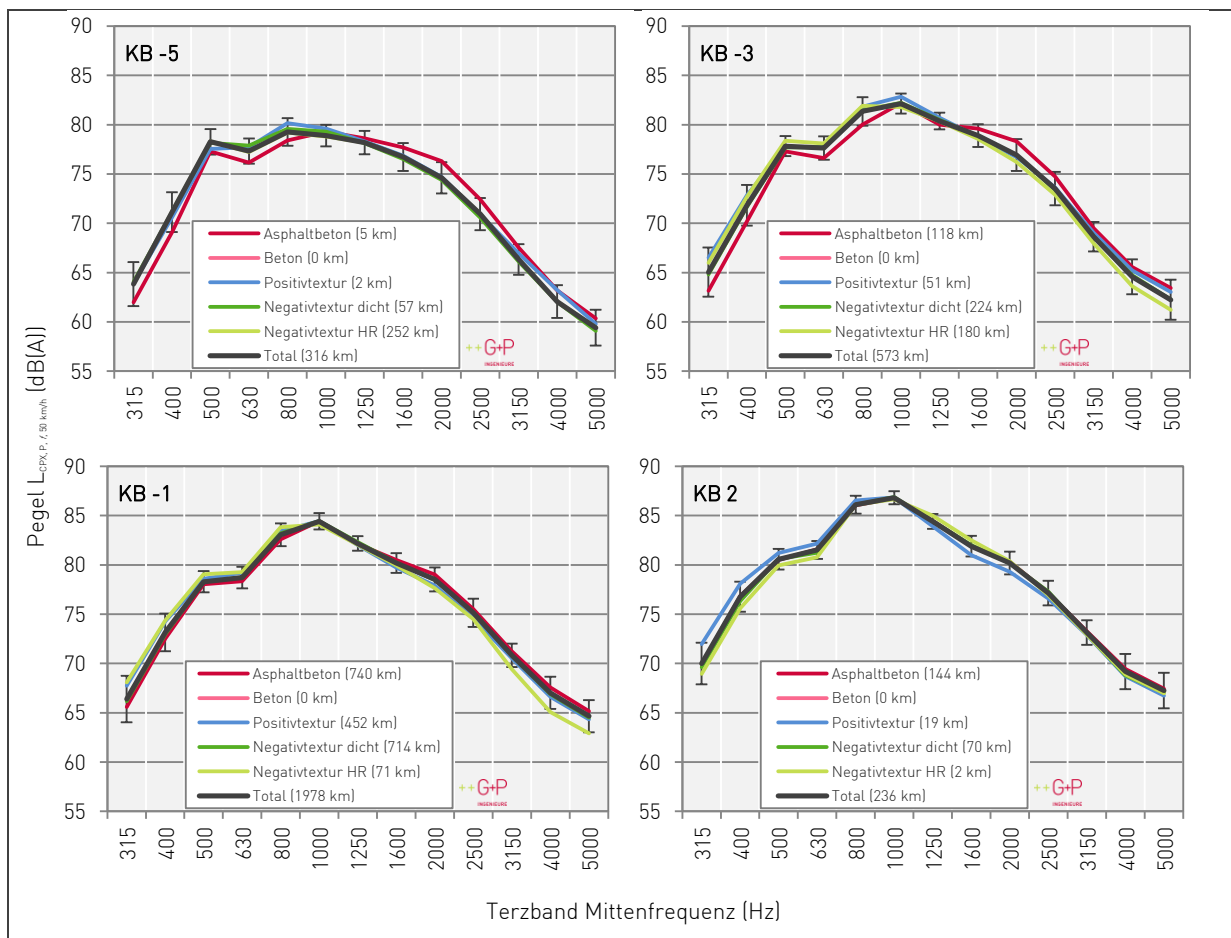 KB -5
90
85
80
75
70
65
60
55
Asphaltbeton (5 km)
Beton (0 km)
Positivtextur (2 km)
Negativtextur dicht (57 km)
Negativtextur HR (252 km)
Total (316 km)
++G+P
INGENIEURE
315 400 500 630 800 1000 1250 1600 2000 2500 3150 4000 5000
KB -3
90
85
80
75
70
65
60
55
Asphaltbeton (118 km)
Beton (0 km)
Positivtextur (51 km)
Negativtextur dicht (224 km)
Negativtextur HR (180 km)
Total (573 km)
++G+P
INGENIEURE
315 400 500 630 800 1000 1250 1600 2000 2500 3150 4000 5000
Pegel LCPX, P, f, 50 km/h (dB(A))
KB -1
90
85
80
75
70
65
60
55
Asphaltbeton (740 km)
Beton (0 km)
Positivtextur (452 km)
Negativtextur dicht (714 km)
Negativtextur HR (71 km)
Total (1978 km)
++G+P
INGENIEURE
315 400 500 630 800 1000 1250 1600 2000 2500 3150 4000 5000
KB 2
90
85
80
75
70
65
60
55
Asphaltbeton (144 km)
Beton (0 km)
Positivtextur (19 km)
Negativtextur dicht (70 km)
Negativtextur HR (2 km)
Total (236 km)
++G+P
INGENIEURE
315 400 500 630 800 1000 1250 1600 2000 2500 3150 4000 5000
Terzband Mittenfrequenz (Hz)